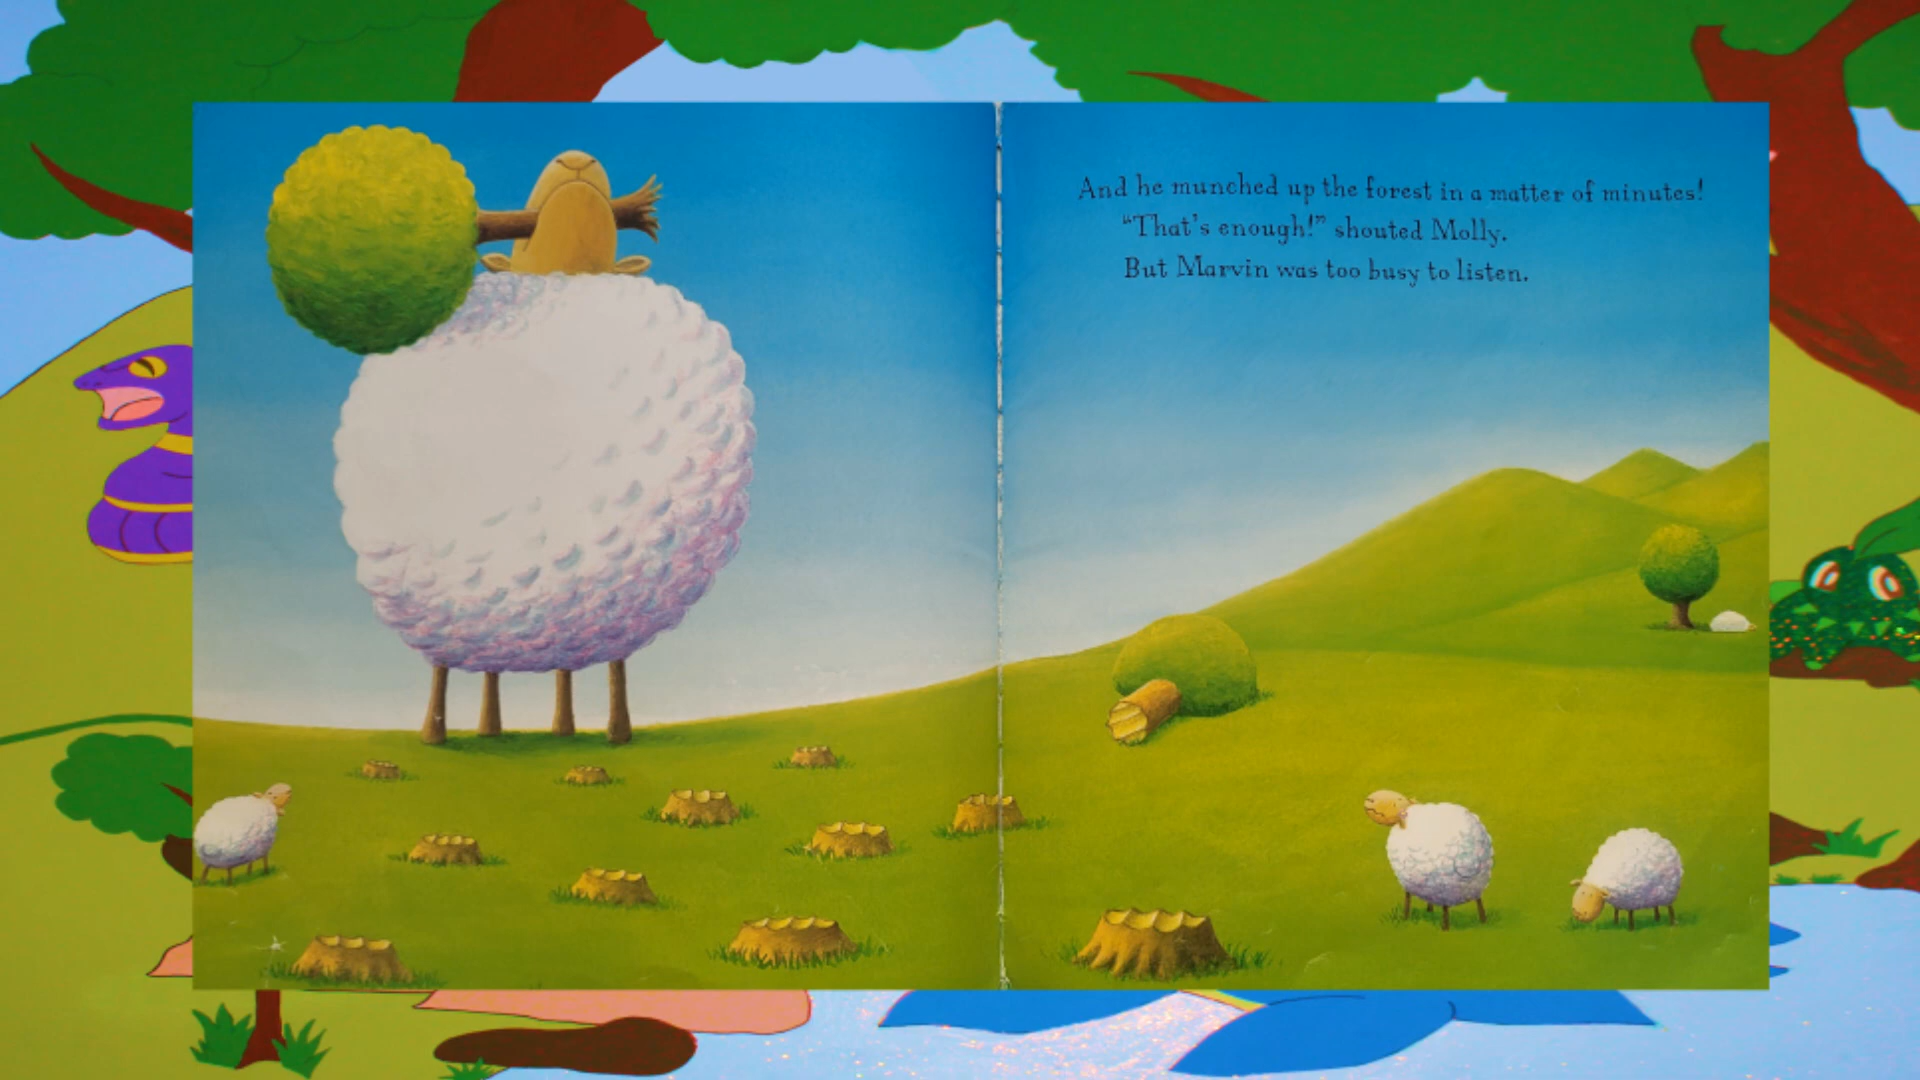 And he munched up the forest in a matter of minutes!
“That’s enough!” shouted Molly.
But Marvin was too busy to listen.